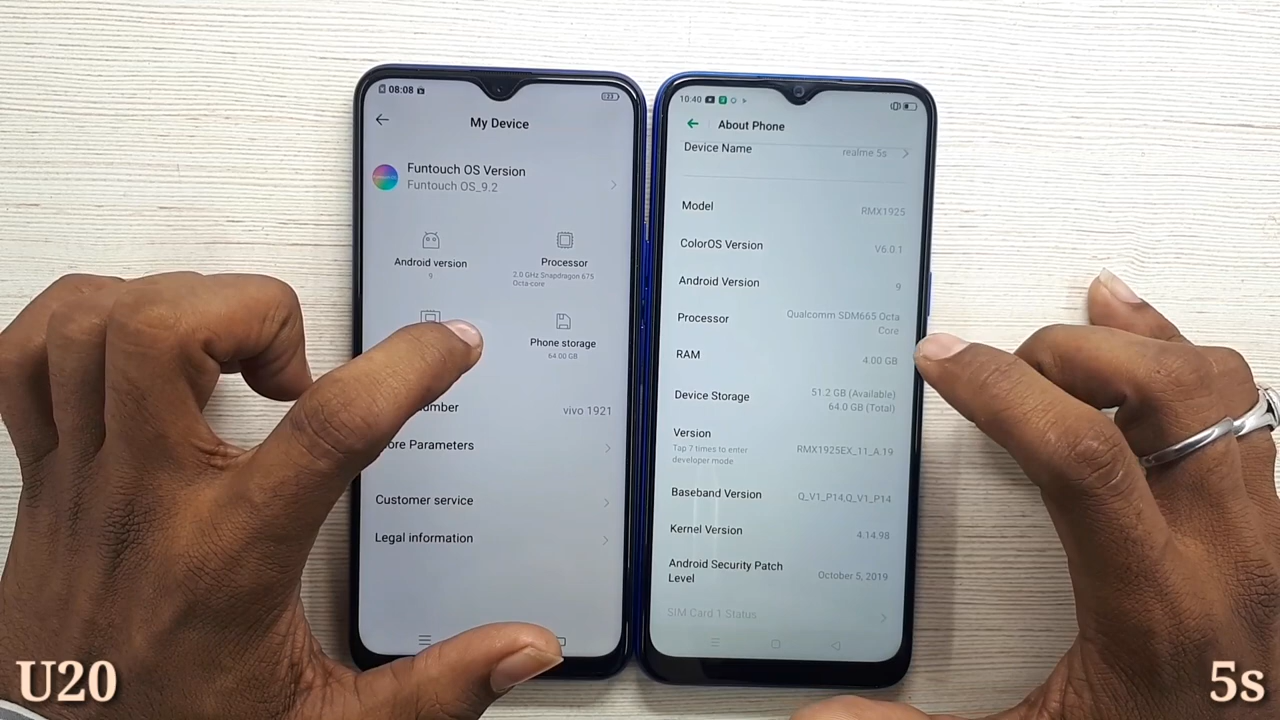 08:08
My Device
Funtouch OS Version
Funtouch OS_9.2
Android version
9
Processor
2.0 GHz Snapdragon 675
Octa-core
Phone storage
64.00 GB
umber
vivo 1921
ore Parameters
Customer service
Legal information
10:40
About Phone
Device Name
realme 5s
Model
RMX1925
ColorOS Version
V6.0.1
Android Version
9
Processor
Qualcomm SDM665 Octa
Core
RAM
4.00 GB
Device Storage
51.2 GB (Available)
64.0 GB (Total)
Version
Tap 7 times to enter
developer mode
RMX1925EX_11_A.19
Baseband Version
Q_V1_P14,Q_V1_P14
Kernel Version
4.14.98
Android Security Patch
Level
October 5, 2019
SIM Card 1 Status
U20
5s